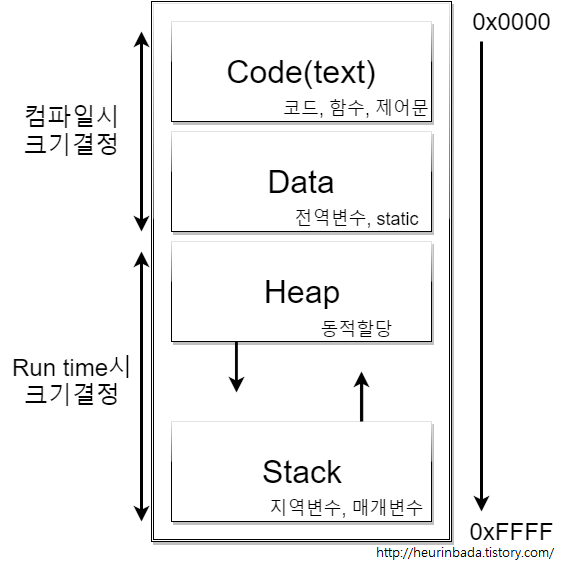 0x0000
Code(text)
코드, 함수, 제어문
컴파일시
크기결정
Data
전역변수, static
Heap
동적할당
Run time시
크기결정
Stack
지역변수, 매개변수
0xFFFF
http://heurinbada.tistory.com/